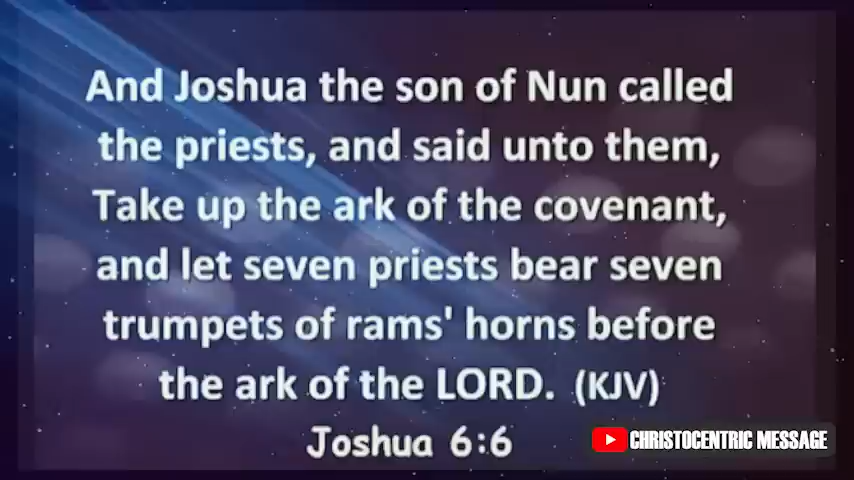 And Joshua the son of Nun called
the priests, and said unto them,
Take up the ark of the covenant,
and let seven priests bear seven
trumpets of rams' horns before
the ark of the LORD. (KJV)
Joshua 6:6
CHRISTOCENTRIC MESSAGE